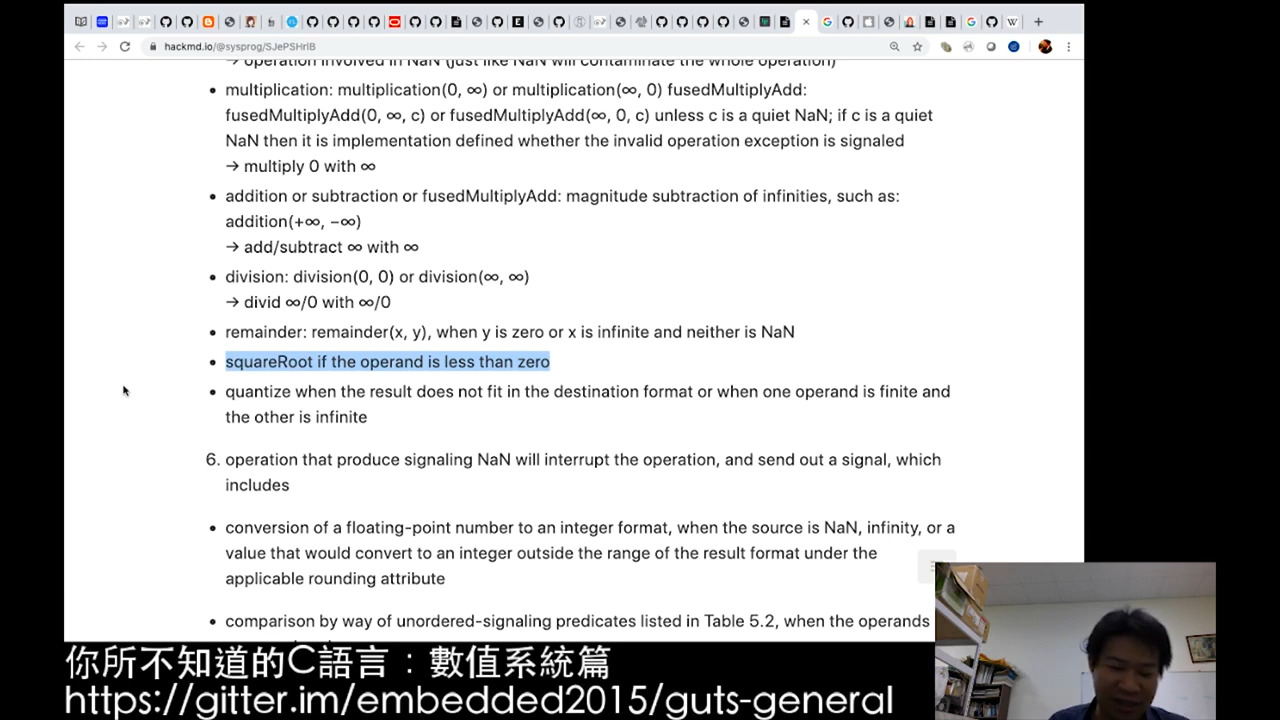 hackmd.io/@sysprog/SJePSHrlB
→ operation involved in NaN (just like NaN will contaminate the whole operation)
• multiplication: multiplication(0, ∞) or multiplication(∞, 0) fusedMultiplyAdd:
fusedMultiplyAdd(0, ∞, c) or fusedMultiplyAdd(∞, 0, c) unless c is a quiet NaN; if c is a quiet
NaN then it is implementation defined whether the invalid operation exception is signaled
→ multiply 0 with ∞
• addition or subtraction or fusedMultiplyAdd: magnitude subtraction of infinities, such as:
addition(+∞, −∞)
→ add/subtract ∞ with ∞
• division: division(0, 0) or division(∞, ∞)
→ divid ∞/0 with ∞/0
• remainder: remainder(x, y), when y is zero or x is infinite and neither is NaN
• squareRoot if the operand is less than zero
• quantize when the result does not fit in the destination format or when one operand is finite and
the other is infinite
6. operation that produce signaling NaN will interrupt the operation, and send out a signal, which
includes
• conversion of a floating-point number to an integer format, when the source is NaN, infinity, or a
value that would convert to an integer outside the range of the result format under the
applicable rounding attribute
• comparison by way of unordered-signaling predicates listed in Table 5.2, when the operands
你所不知道的C語言：數值系統篇
https://gitter.im/embedded2015/guts-general